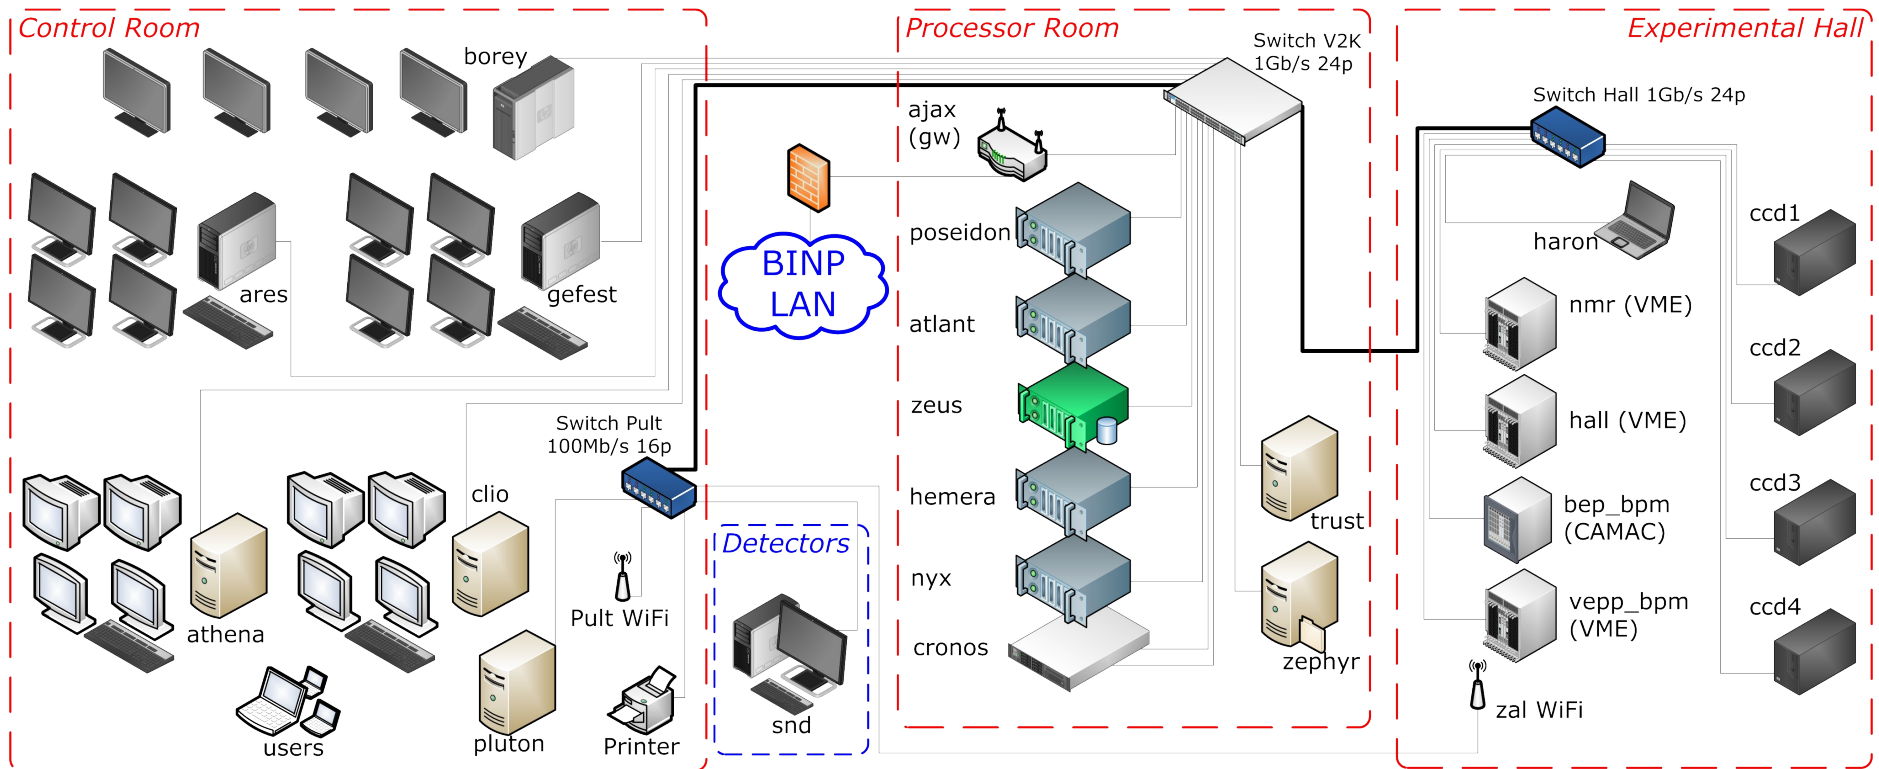 Control Room
borey
ares
gefest
Switch Pult
100Mb/s 16p
clio
athena
Pult WiFi
users
pluton
Printer
BINP
LAN
Detectors
snd
Processor Room
Switch V2K
1Gb/s 24p
ajax
(gw)
poseidon
atlant
zeus
hemera
nyx
cronos
trust
zephyr
Experimental Hall
Switch Hall 1Gb/s 24p
haron
nmr (VME)
hall (VME)
bep_bpm
(CAMAC)
vepp_bpm
(VME)
zal WiFi
ccd1
ccd2
ccd3
ccd4